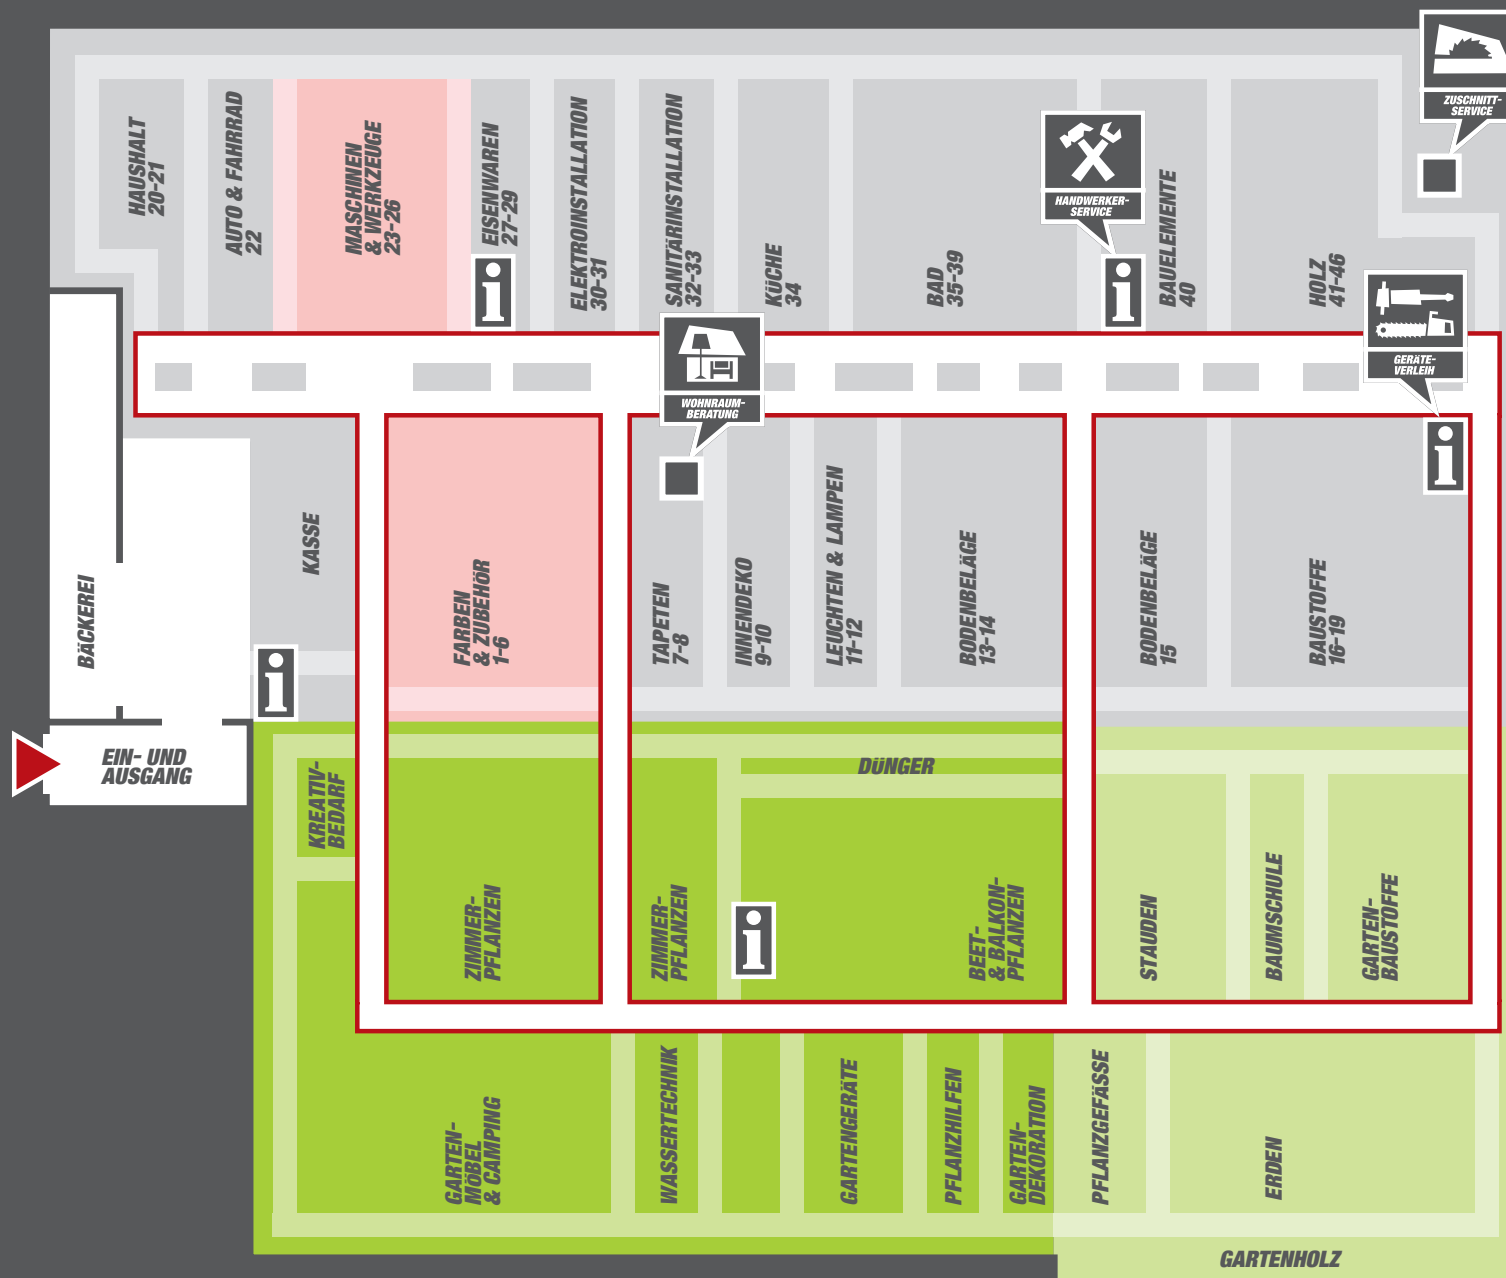 ZUSCHNITT-
SERVICE
HAUSHALT
20-21
AUTO & FAHRRAD
22
MASCHINEN
& WERKZEUGE
23-26
EISENWAREN
27-29
ELEKTROINSTALLATION
30-31
SANITÄRINSTALLATION
32-33
KÜCHE
34
BAD
35-39
HANDWERKER-
SERVICE
BAUELEMENTE
40
HOLZ
41-46
GERÄTE-
VERLEIH
WOHNRAUM-
BERATUNG
BÄCKEREI
KASSE
FARBEN
& ZUBEHÖR
1-6
TAPETEN
7-8
INNENDEKO
9-10
LEUCHTEN & LAMPEN
11-12
BODENBELÄGE
13-14
BODENBELÄGE
15
BAUSTOFFE
16-19
i
i
i
i
i
EIN- UND
AUSGANG
KREATIV-
BEDARF
DÜNGER
ZIMMER-
PFLANZEN
ZIMMER-
PFLANZEN
BEET-
& BALKON-
PFLANZEN
STAUDEN
BAUMSCHULE
GARTEN-
BAUSTOFFE
GARTEN-
MÖBEL
& CAMPING
WASSERTECHNIK
GARTENGERÄTE
PFLANZHILFEN
GARTEN-
DEKORATION
PFLANZGEFÄSSE
ERDEN
GARTENHOLZ